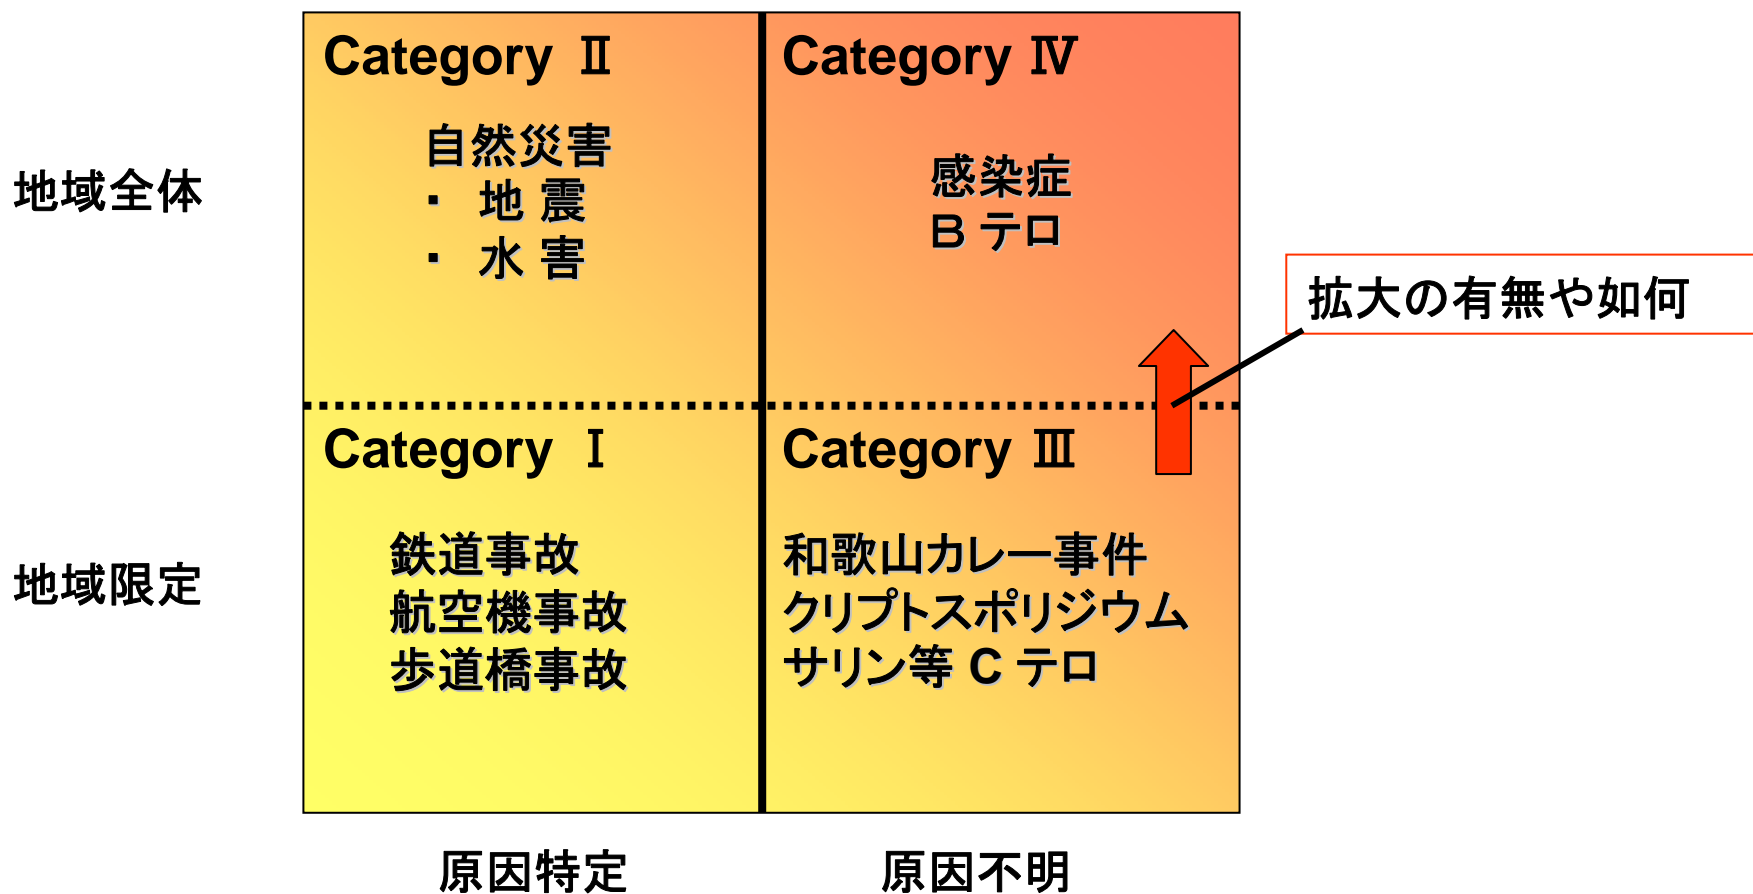 Category Ⅱ
自然災害
・ 地 震
・ 水 害
Category Ⅳ
感染症
B テロ
地域全体
拡大の有無や如何
Category Ⅰ
鉄道事故
航空機事故
歩道橋事故
Category Ⅲ
和歌山カレー事件
クリプトスポリジウム
サリン等 C テロ
地域限定
原因特定
原因不明